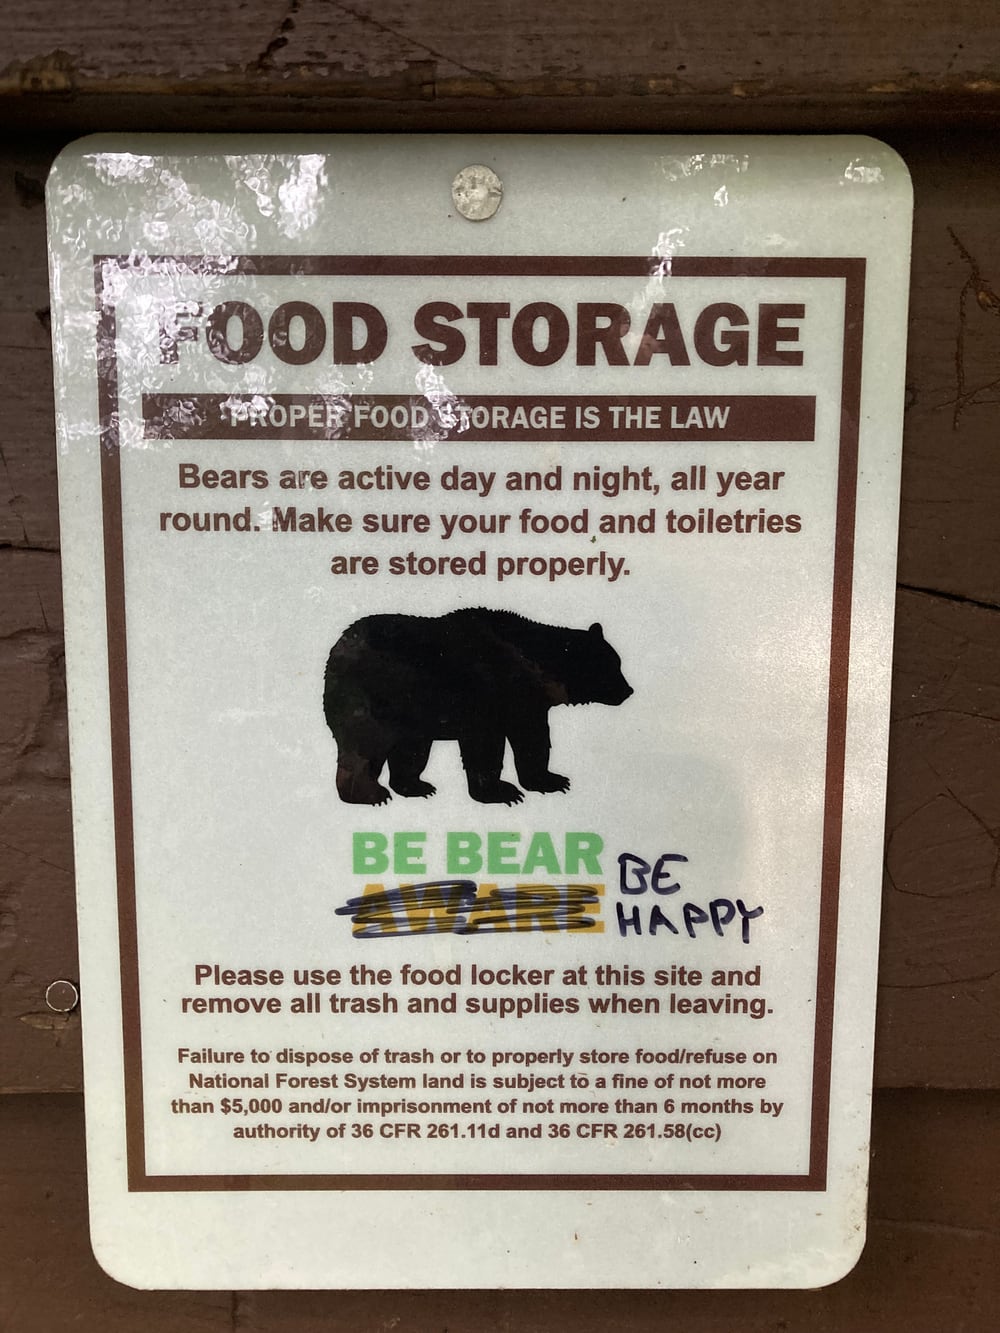 FOOD STORAGE
PROPER FOOD STORAGE IS THE LAW
Bears are active day and night, all year
round. Make sure your food and toiletries
are stored properly.
BE BEAR
AWARE
BE
HAPPY
Please use the food locker at this site and
remove all trash and supplies when leaving.
Failure to dispose of trash or to properly store food/refuse on
National Forest System land is subject to a fine of not more
than $5,000 and/or imprisonment of not more than 6 months by
authority of 36 CFR 261.11d and 36 CFR 261.58(cc)